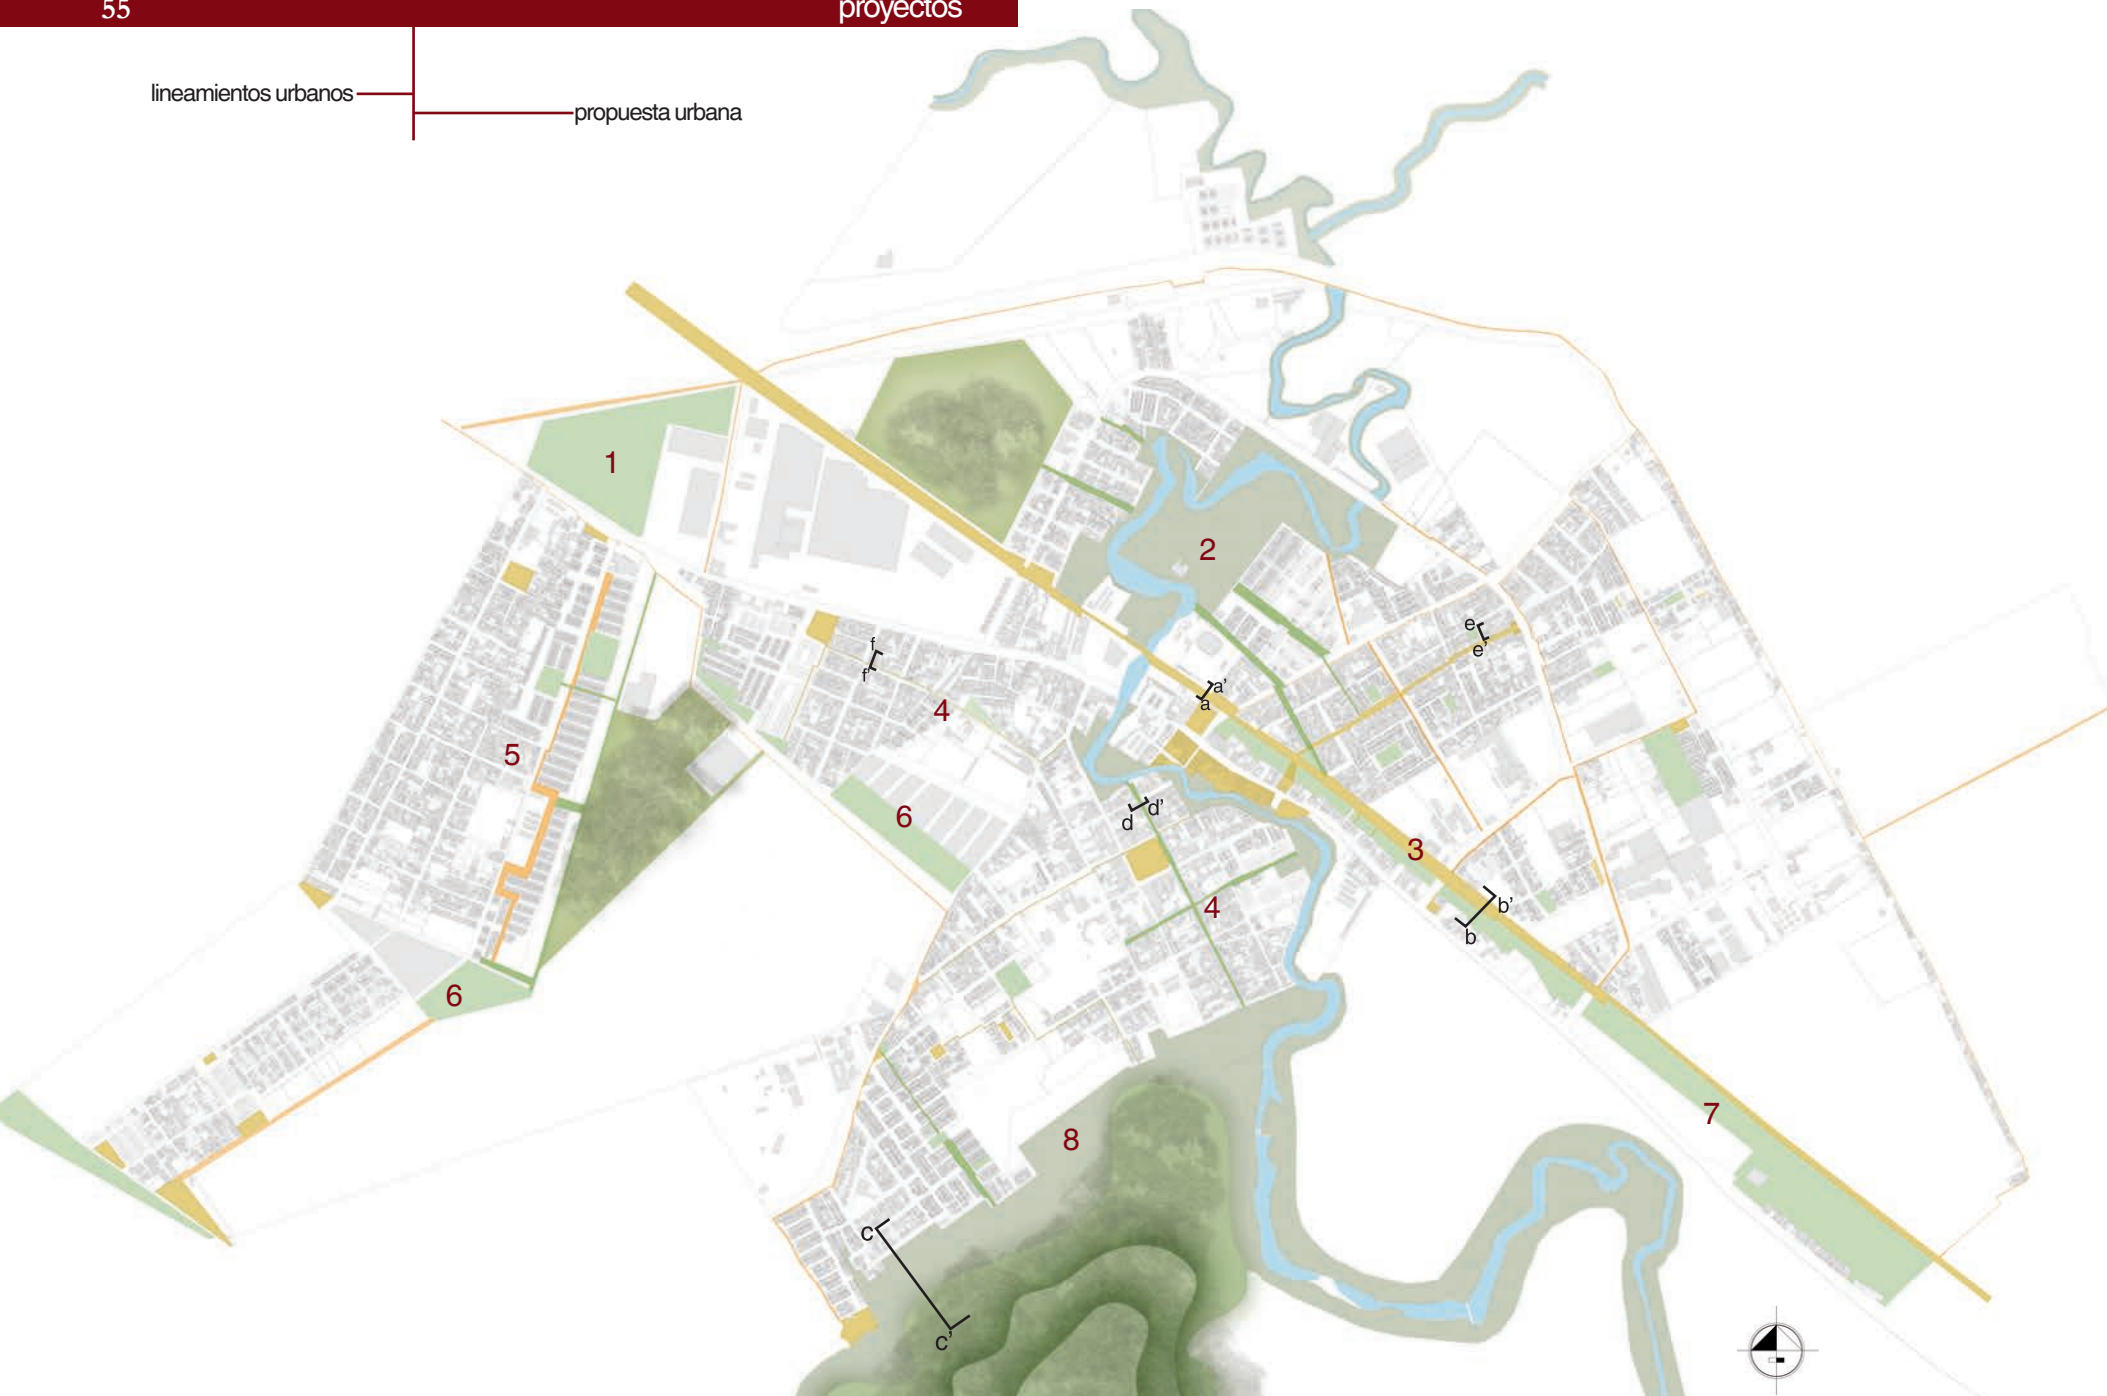 55
proyectos
lineamientos urbanos
propuesta urbana
1
2
e
e'
f
f'
a'
a
4
5
6
d'
d
3
b'
4
b
6
7
8
c
c'